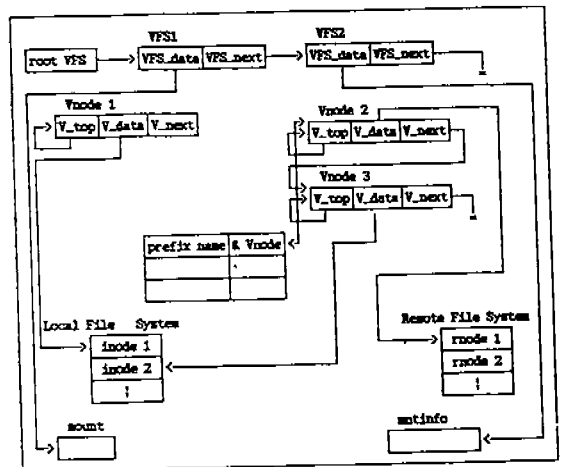 VFS1
VFS2
root VFS
VFS_data
VFS_next
VFS_data
VFS_next
Vnode 1
Vnode 2
V_top
V_data
V_next
V_top
V_data
V_next
Vnode 3
V_top
V_data
V_next
prefix name
& Vnode
Local File System
Remote File System
inode 1
inode 2
rnode 1
rnode 2
mount
mntinfo